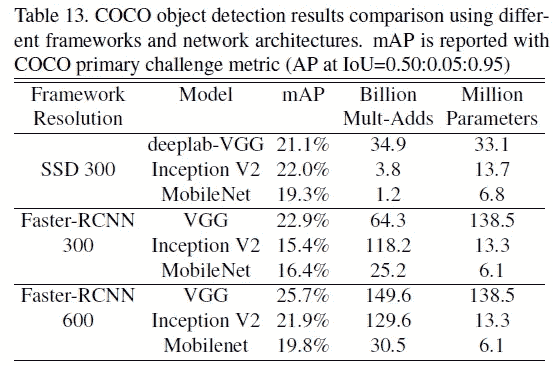 Table 13. COCO object detection results comparison using differ-
ent frameworks and network architectures. mAP is reported with
COCO primary challenge metric (AP at IoU=0.50:0.05:0.95)
Framework Model mAP Billion Million
Resolution Mult-Adds Parameters
deeplab-VGG 21.1% 34.9 33.1
SSD 300 Inception V2 22.0% 3.8 13.7
MobileNet 19.3% 1.2 6.8
Faster-RCNN VGG 22.9% 64.3 138.5
300 Inception V2 15.4% 118.2 13.3
MobileNet 16.4% 25.2 6.1
Faster-RCNN VGG 25.7% 149.6 138.5
600 Inception V2 21.9% 129.6 13.3
Mobilenet 19.8% 30.5 6.1